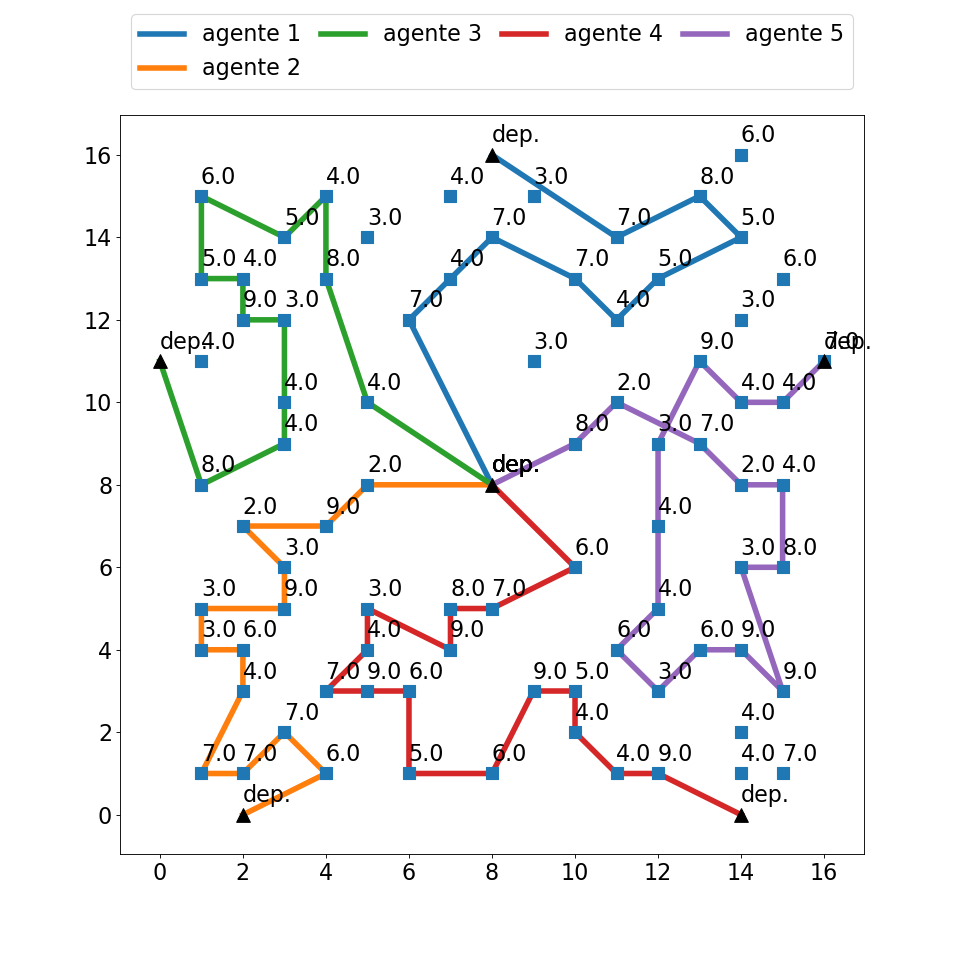 agente 1 agente 3 agente 4 agente 5
agente 2
dep. 6.0
16
6.0 4.0 4.0 3.0 8.0
5.0 3.0 7.0 7.0 5.0
14
5.0 4.0 8.0 4.0 7.0 5.0 6.0
9.0 3.0 7.0 4.0 3.0
12
dep. 4.0 3.0 9.0 7.0 dep.
4.0 4.0 2.0 4.0 4.0
10
4.0 3.0 7.0
8.0 2.0 dep. 8.0 2.0 4.0
8
2.0 9.0 4.0
3.0 6.0 3.0 8.0
6
3.0 9.0 3.0 8.0 7.0 4.0
3.0 6.0 4.0 9.0 6.0 6.0 9.0
4
4.0 7.0 9.0 6.0 9.0 5.0 3.0 9.0
7.0 4.0 4.0
2
7.0 7.0 6.0 5.0 6.0 4.0 9.0 4.0 7.0
dep. dep.
0
0 2 4 6 8 10 12 14 16